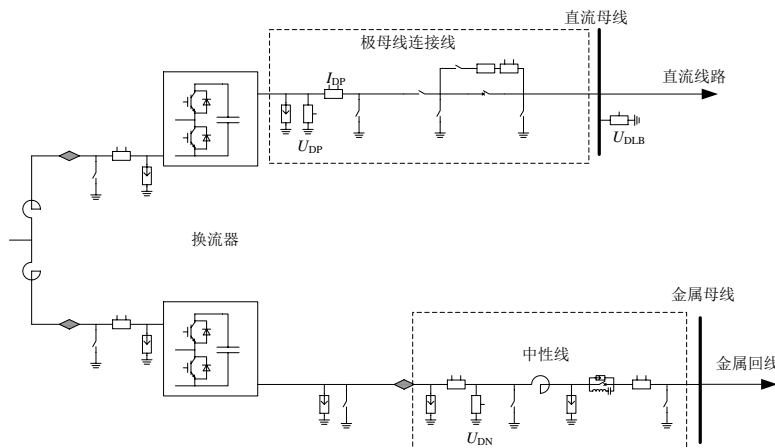 直流母线
极母线连接线
直流线路
I_DP
U_DP
U_DLB
换流器
金属母线
中性线
金属回线
U_DN